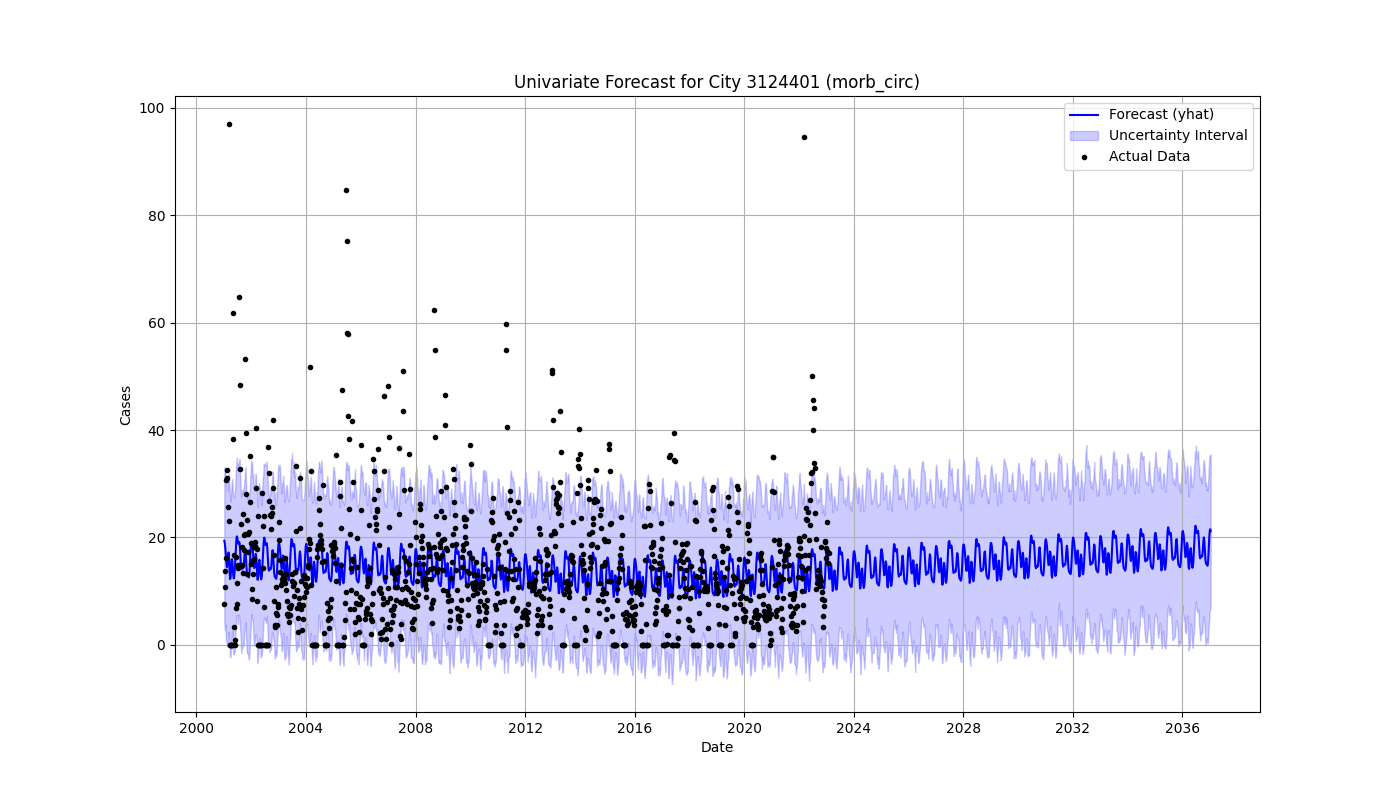 Univariate Forecast for City 3124401 (morb_circ)
Forecast (yhat)
Uncertainty Interval
Actual Data
Cases
100
80
60
40
20
0
2000 2004 2008 2012 2016 2020 2024 2028 2032 2036
Date